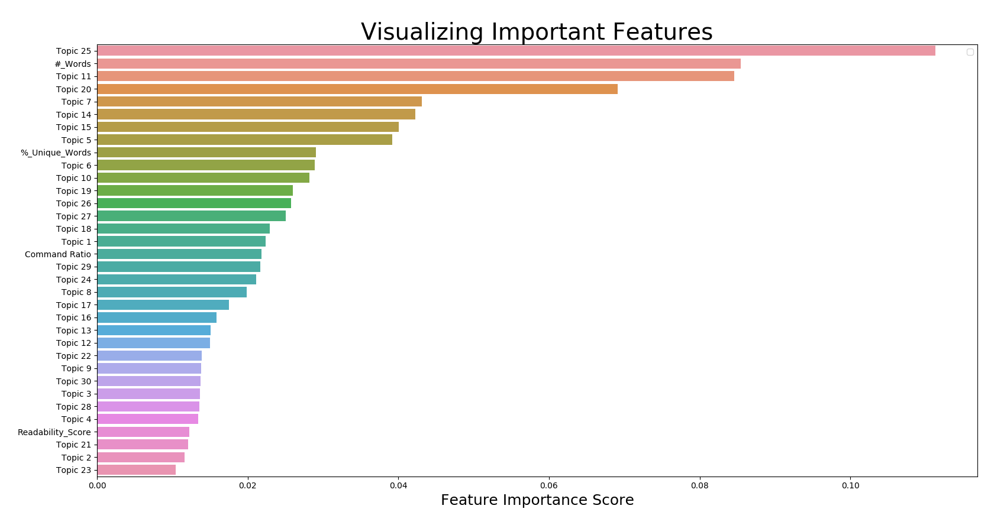 Visualizing Important Features
Topic 25
#_Words
Topic 11
Topic 20
Topic 7
Topic 14
Topic 15
Topic 5
%_Unique_Words
Topic 6
Topic 10
Topic 19
Topic 26
Topic 27
Topic 18
Topic 1
Command Ratio
Topic 29
Topic 24
Topic 8
Topic 17
Topic 16
Topic 13
Topic 12
Topic 22
Topic 9
Topic 30
Topic 3
Topic 28
Topic 4
Readability_Score
Topic 21
Topic 2
Topic 23
0.00 0.02 0.04 0.06 0.08 0.10
Feature Importance Score